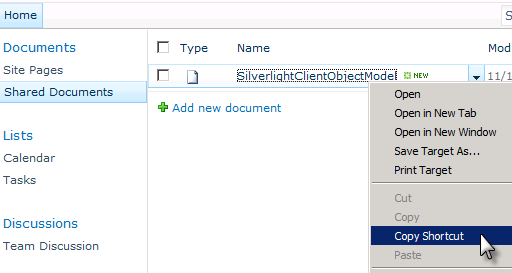 Home
S
Documents
Site Pages
Shared Documents
Lists
Calendar
Tasks
Discussions
Team Discussion
Type Name Mod
SilverlightClientObjectModel NEW 11/1
Add new document
Open
Open in New Tab
Open in New Window
Save Target As...
Print Target
Cut
Copy
Copy Shortcut
Paste